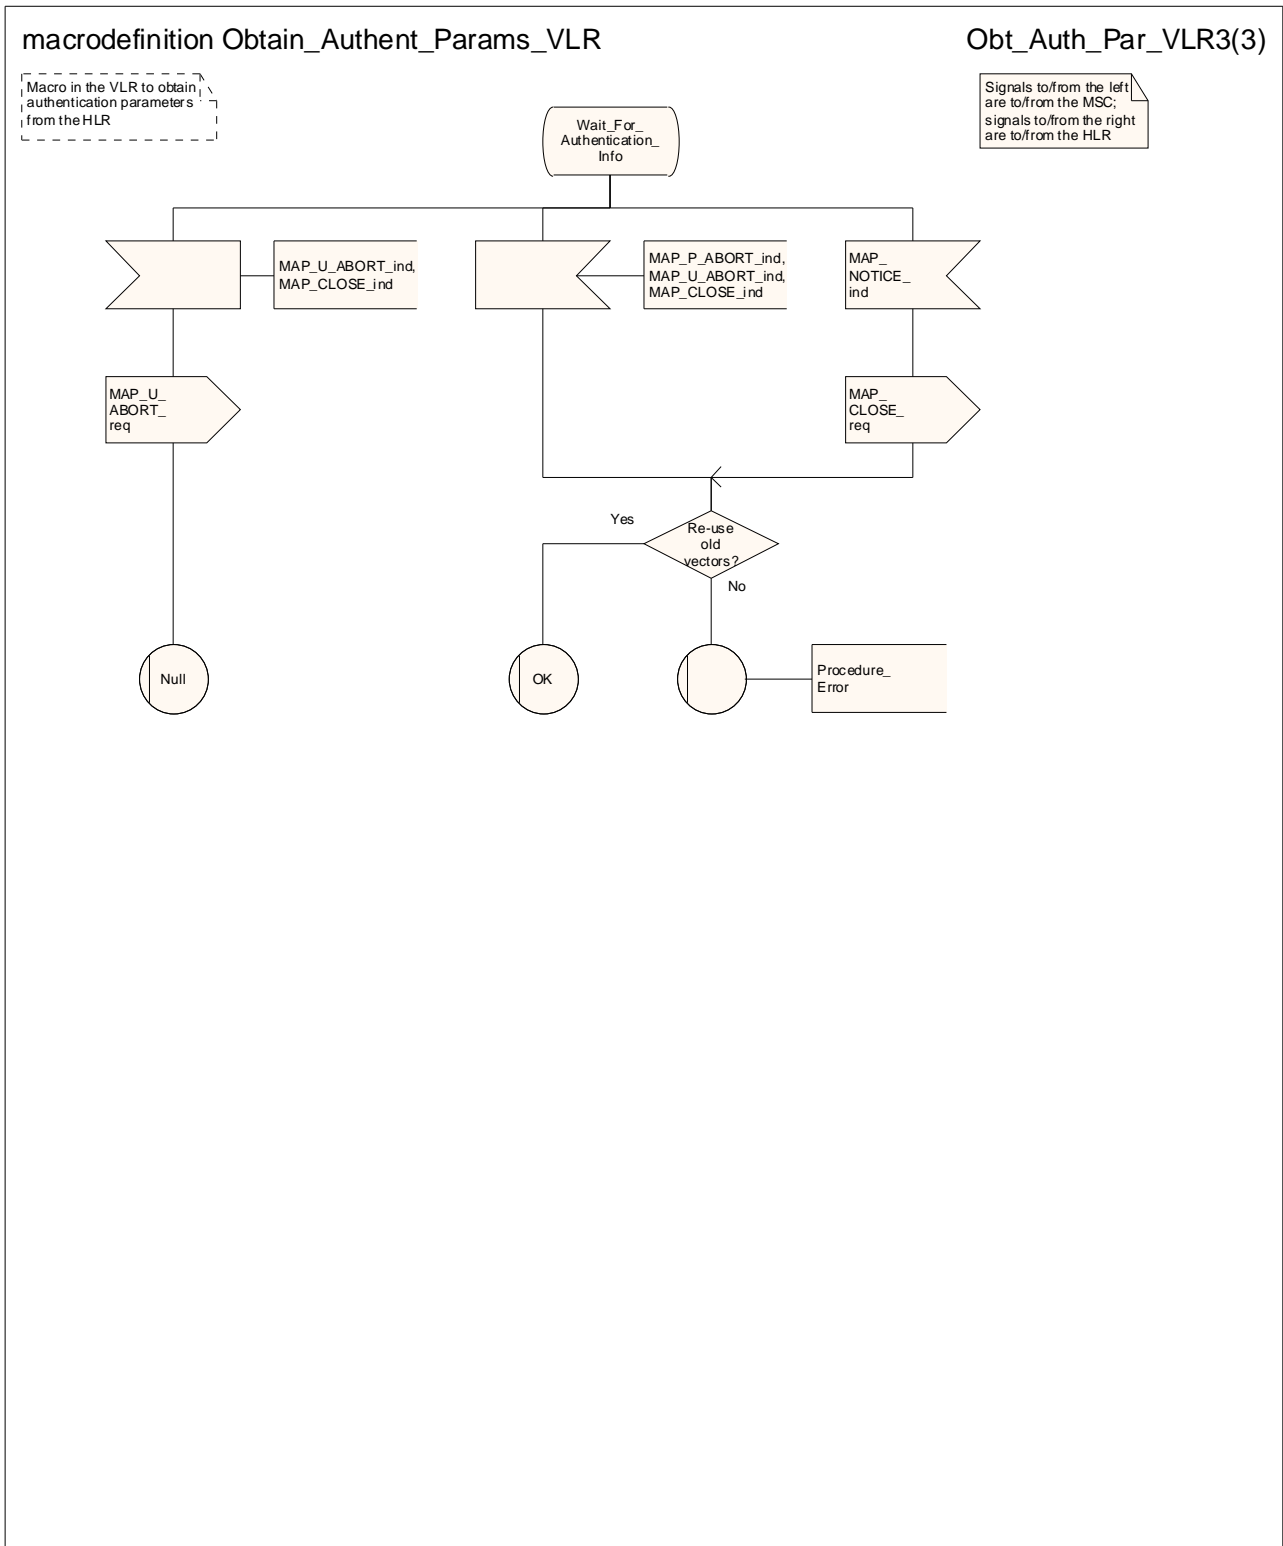 macrodefinition Obtain_Authent_Params_VLR
Obt_Auth_Par_VLR3(3)
Macro in the VLR to obtain
authentication parameters
from the HLR
Signals to/from the left
are to/from the MSC;
signals to/from the right
are to/from the HLR
Wait_For_
Authentication_
Info
MAP_U_ABORT_ind,
MAP_CLOSE_ind
MAP_P_ABORT_ind,
MAP_U_ABORT_ind,
MAP_CLOSE_ind
MAP_
NOTICE_
ind
MAP_U_
ABORT_
req
MAP_
CLOSE_
req
Yes
Re-use
old
vectors?
No
Null
OK
Procedure_
Error